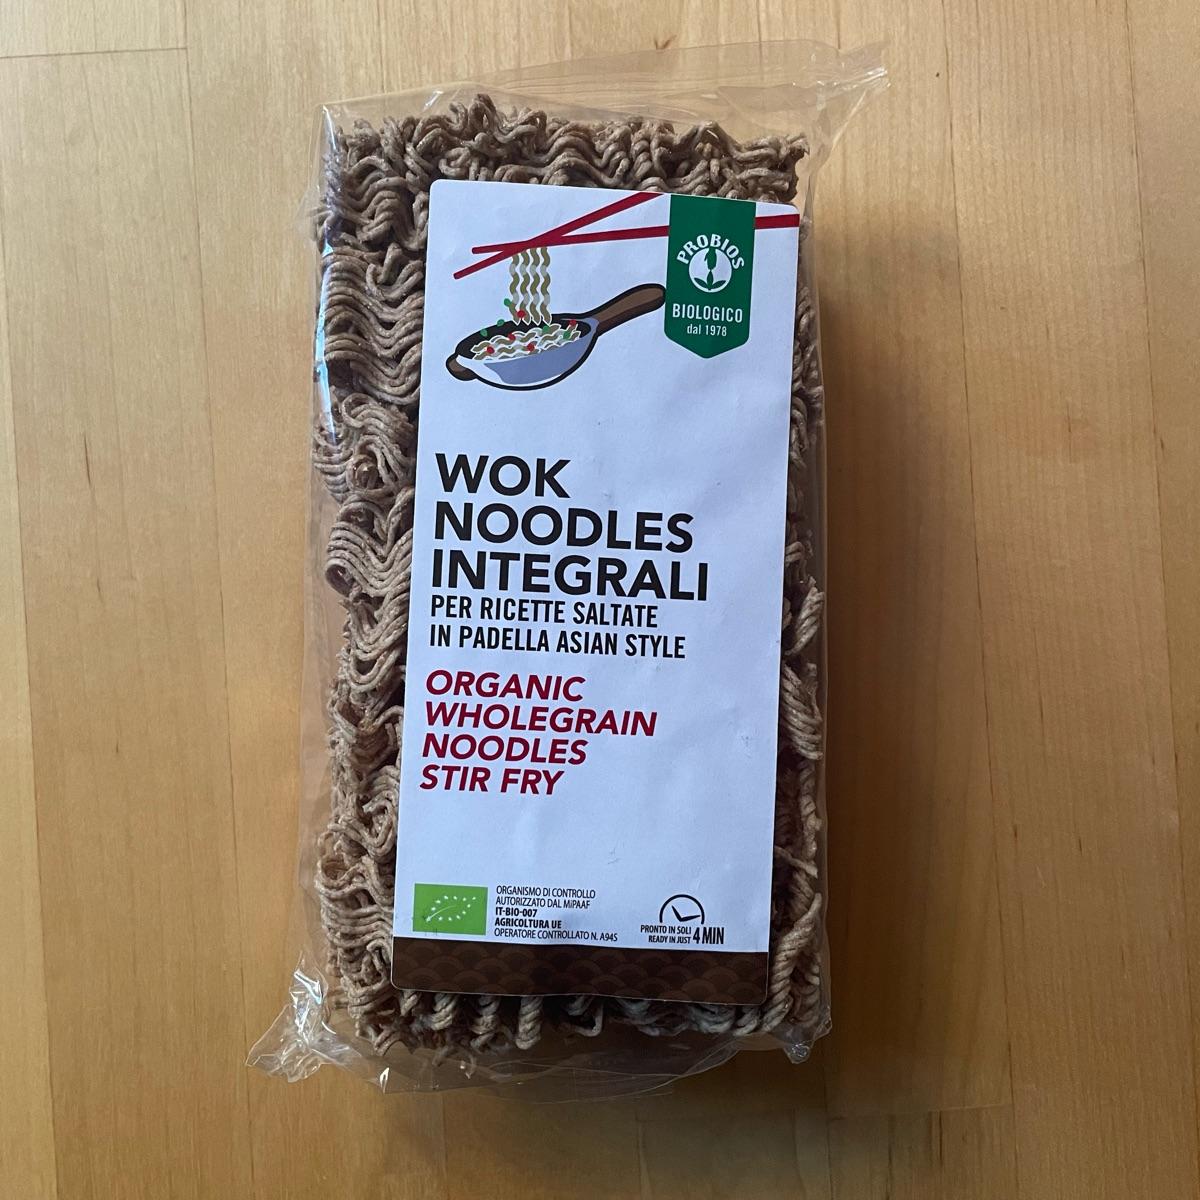 PROBIOS
BIOLOGICO
dal 1978
WOK
NOODLES
INTEGRALI
PER RICETTE SALTATE
IN PADELLA ASIAN STYLE
ORGANIC
WHOLEGRAIN
NOODLES
STIR FRY
ORGANISMO DI CONTROLLO
AUTORIZZATO DAL MiPAAF
IT-BIO-007
AGRICOLTURA UE
OPERATORE CONTROLLATO N. A94S
PRONTO IN SOLI
READY IN JUST 4 MIN